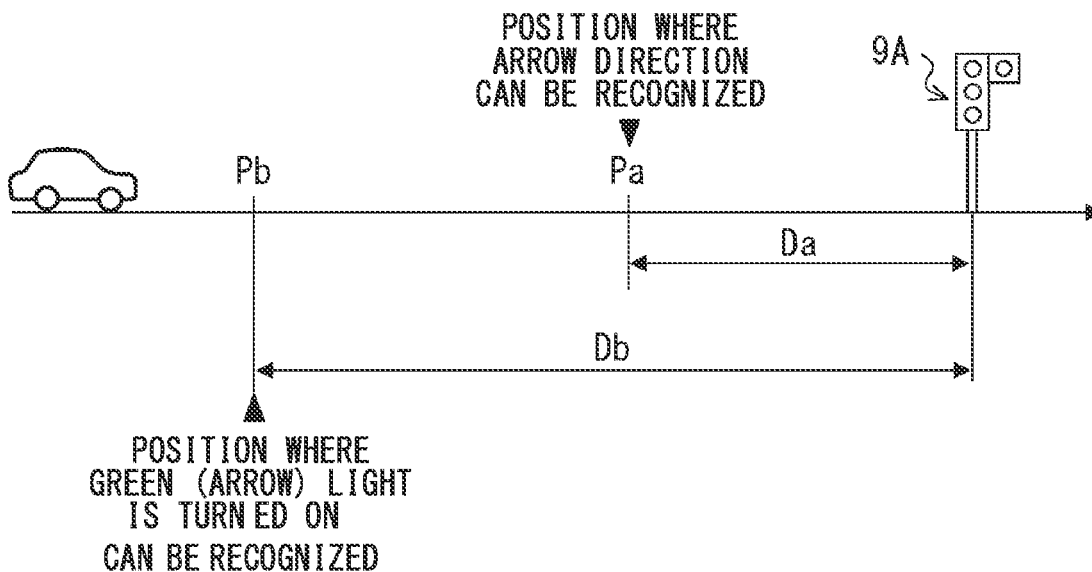 POSITION WHERE
ARROW DIRECTION
CAN BE RECOGNIZED
9A
Pb
Pa
Da
Db
POSITION WHERE
GREEN (ARROW) LIGHT
IS TURNED ON
CAN BE RECOGNIZED